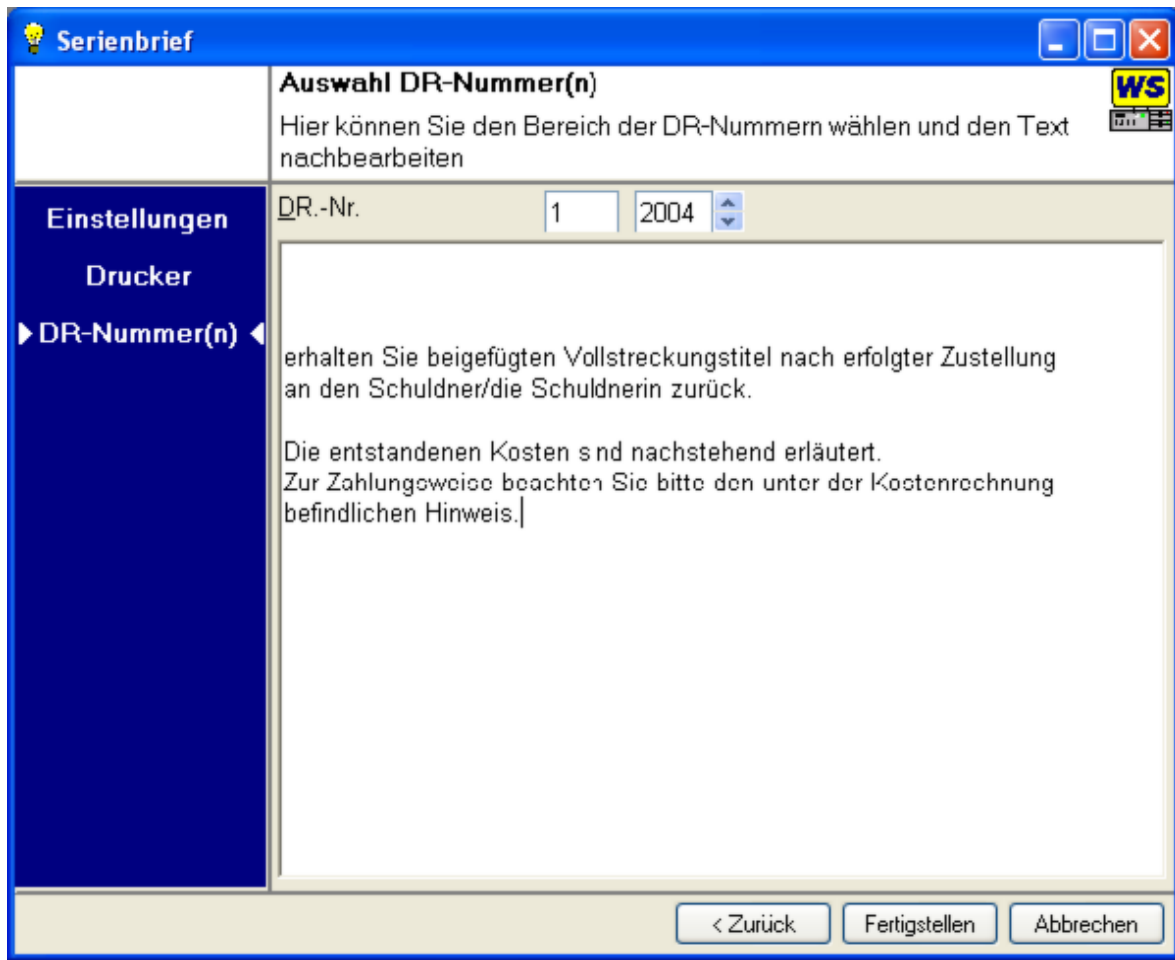 Serienbrief
Auswahl DR-Nummer(n)
WS
Hier können Sie den Bereich der DR-Nummern wählen und den Text
nachbearbeiten
Einstellungen
Drucker
DR-Nummer(n)
DR.-Nr. 1 2004
erhalten Sie beigefügten Vollstreckungstitel nach erfolgter Zustellung
an den Schuldner/die Schuldnerin zurück.
Die entstandenen Kosten sind nachstehend erläutert.
Zur Zahlungsweise beachten Sie bitte den unter der Kostenrechnung
befindlichen Hinweis.
< Zurück Fertigstellen Abbrechen